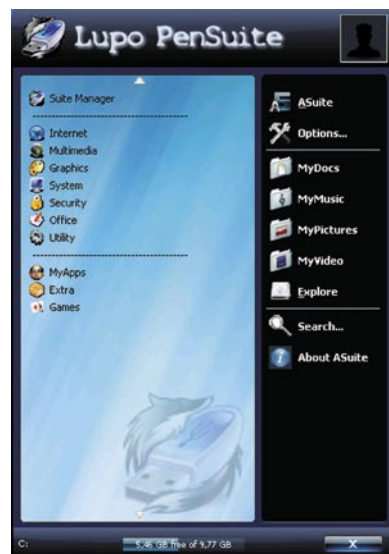 Lupo PenSuite
Suite Manager
Internet
Multimedia
Graphics
System
Security
Office
Utility
MyApps
Extra
Games
ASuite
Options...
MyDocs
MyMusic
MyPictures
MyVideo
Explore
Search...
About ASuite
C:
5,46 GB free of 9,77 GB
X